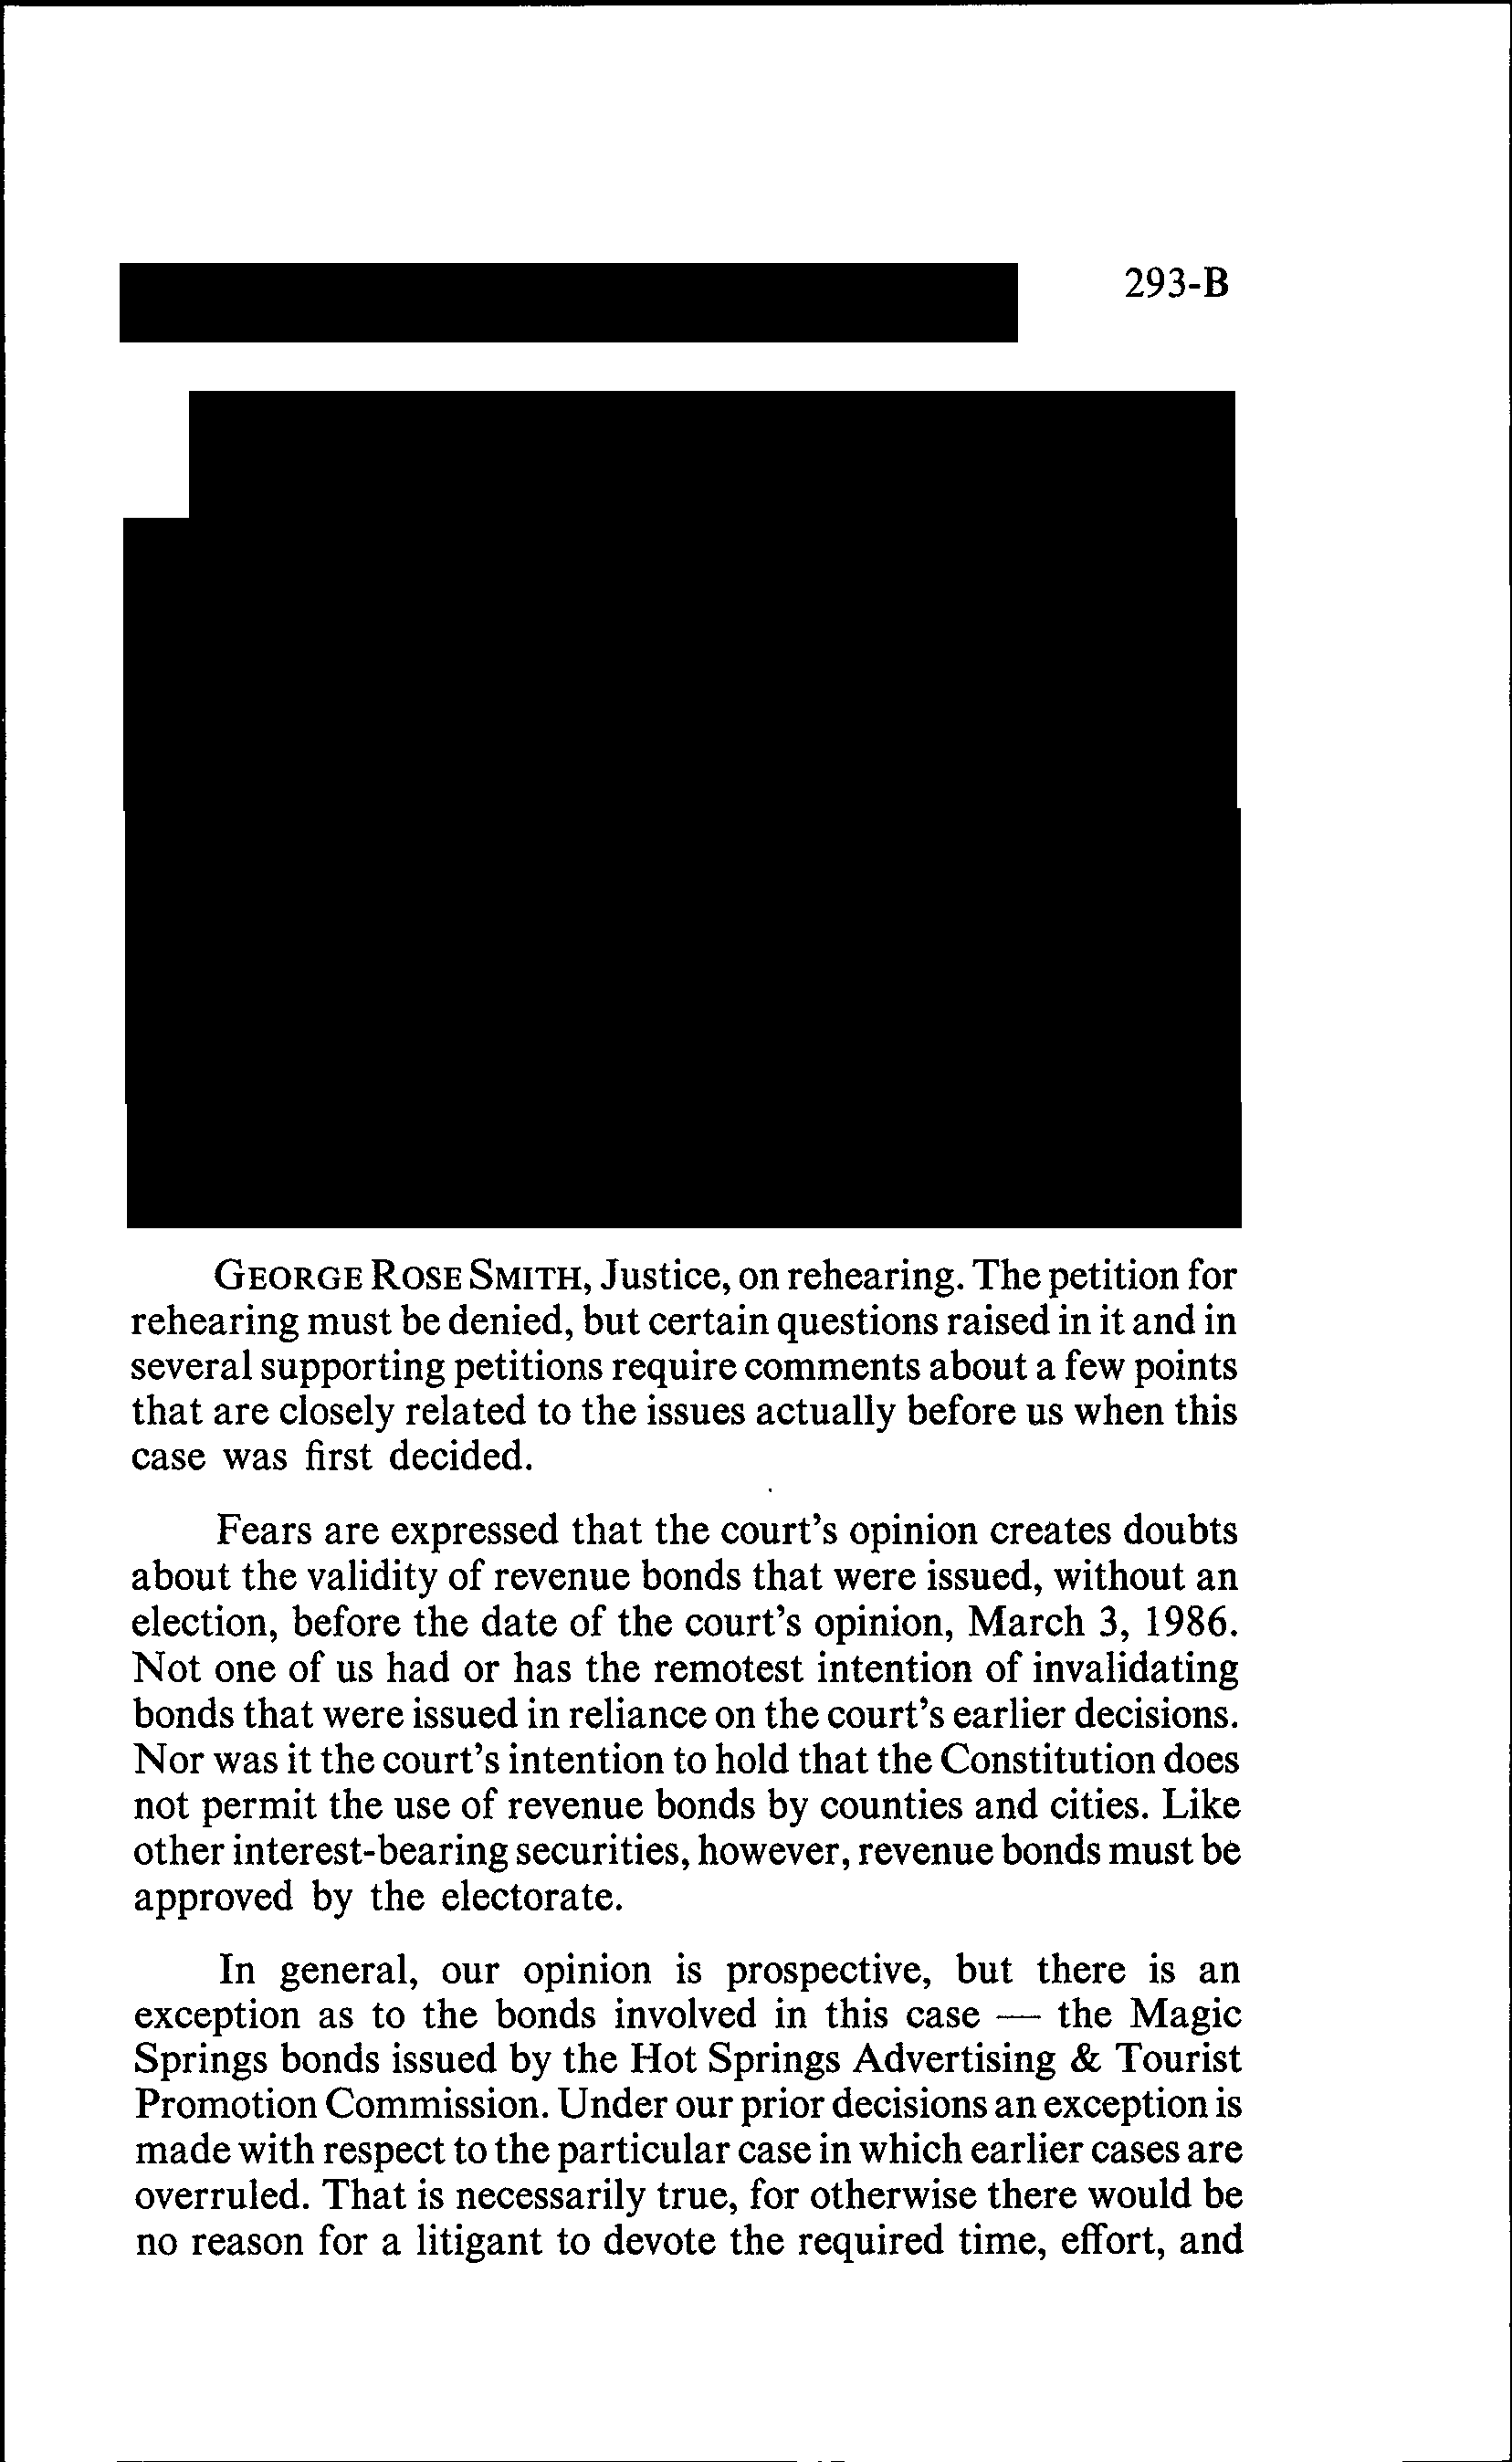 293-B
GEORGE ROSE SMITH, Justice, on rehearing. The petition for
rehearing must be denied, but certain questions raised in it and in
several supporting petitions require comments about a few points
that are closely related to the issues actually before us when this
case was first decided.
Fears are expressed that the court's opinion creates doubts
about the validity of revenue bonds that were issued, without an
election, before the date of the court's opinion, March 3, 1986.
Not one of us had or has the remotest intention of invalidating
bonds that were issued in reliance on the court's earlier decisions.
Nor was it the court's intention to hold that the Constitution does
not permit the use of revenue bonds by counties and cities. Like
other interest-bearing securities, however, revenue bonds must be
approved by the electorate.
In general, our opinion is prospective, but there is an
exception as to the bonds involved in this case — the Magic
Springs bonds issued by the Hot Springs Advertising & Tourist
Promotion Commission. Under our prior decisions an exception is
made with respect to the particular case in which earlier cases are
overruled. That is necessarily true, for otherwise there would be
no reason for a litigant to devote the required time, effort, and